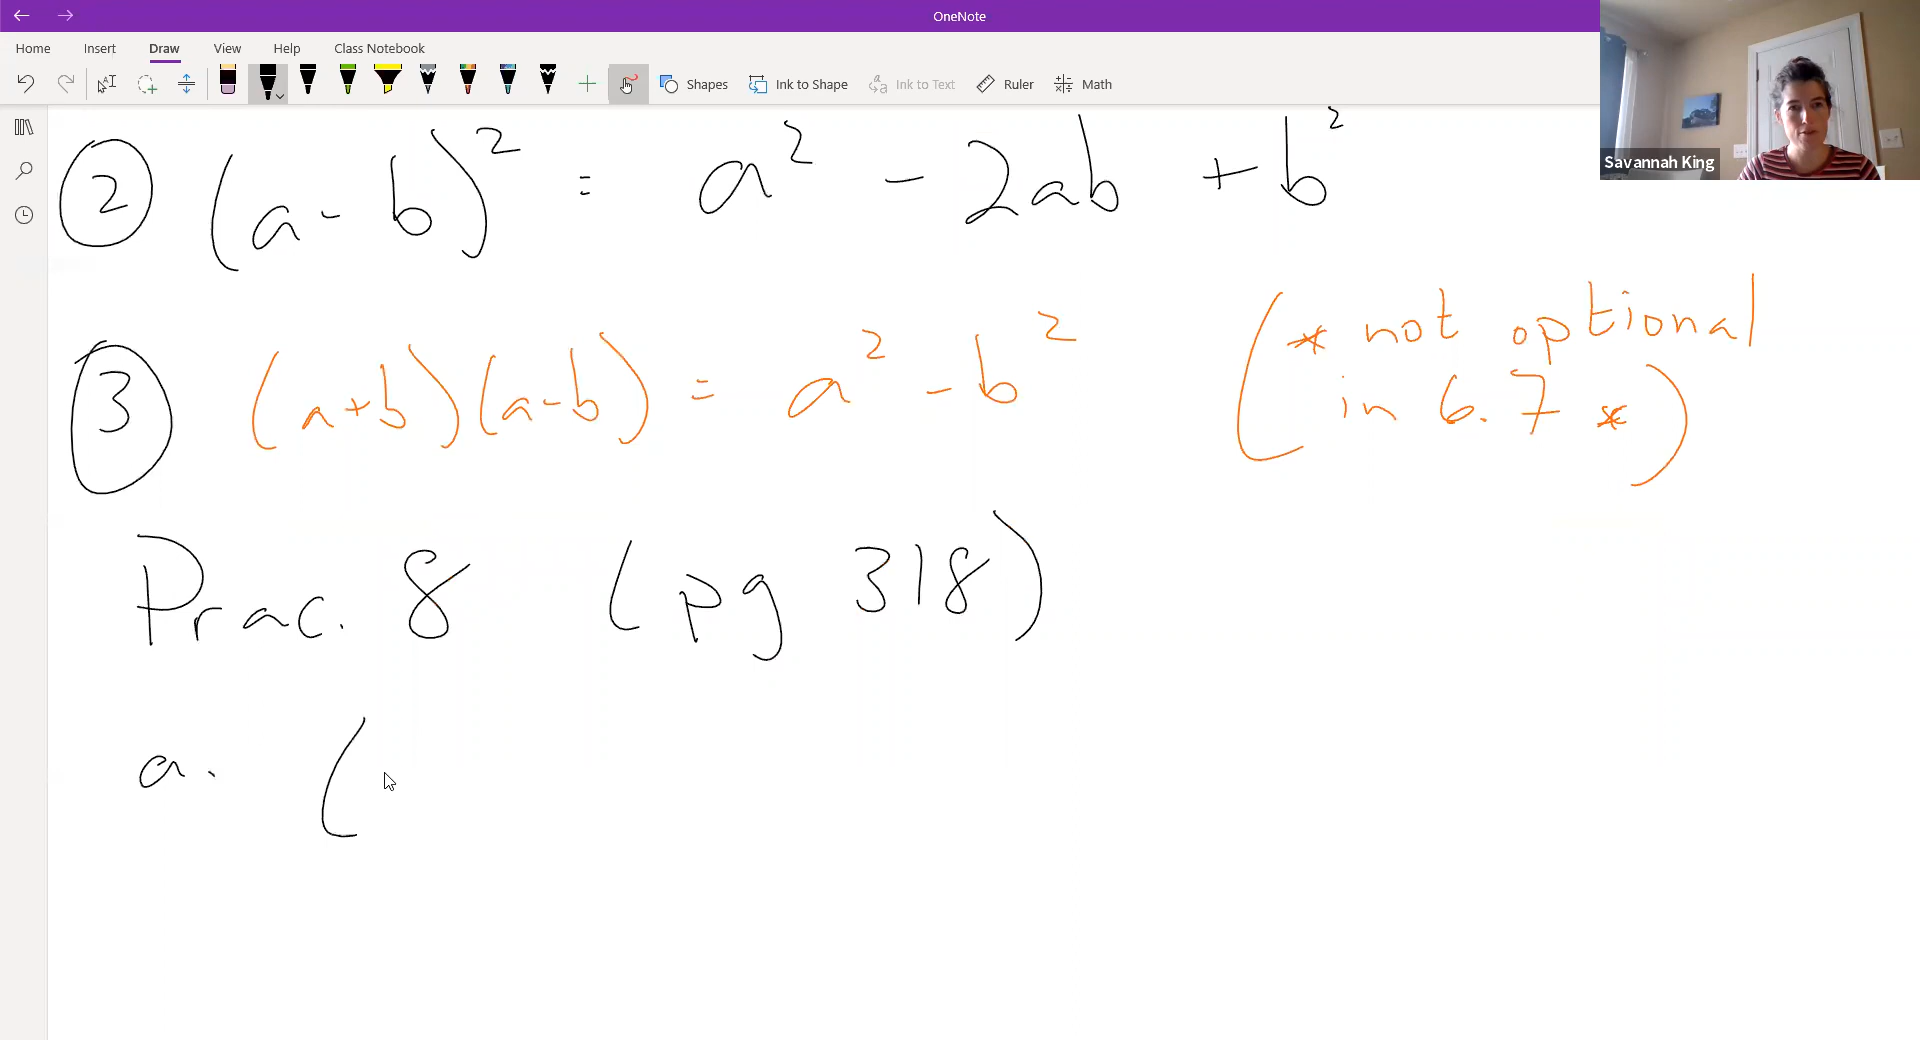 OneNote
Home Insert Draw View Help Class Notebook
Shapes Ink to Shape Ink to Text Ruler Math
Savannah King
2 (a - b)² = a² - 2ab + b²
3 (a+b)(a-b) = a² - b² (* not optional
in 6.7 *)
Prac. 8 (pg 318)
a. (